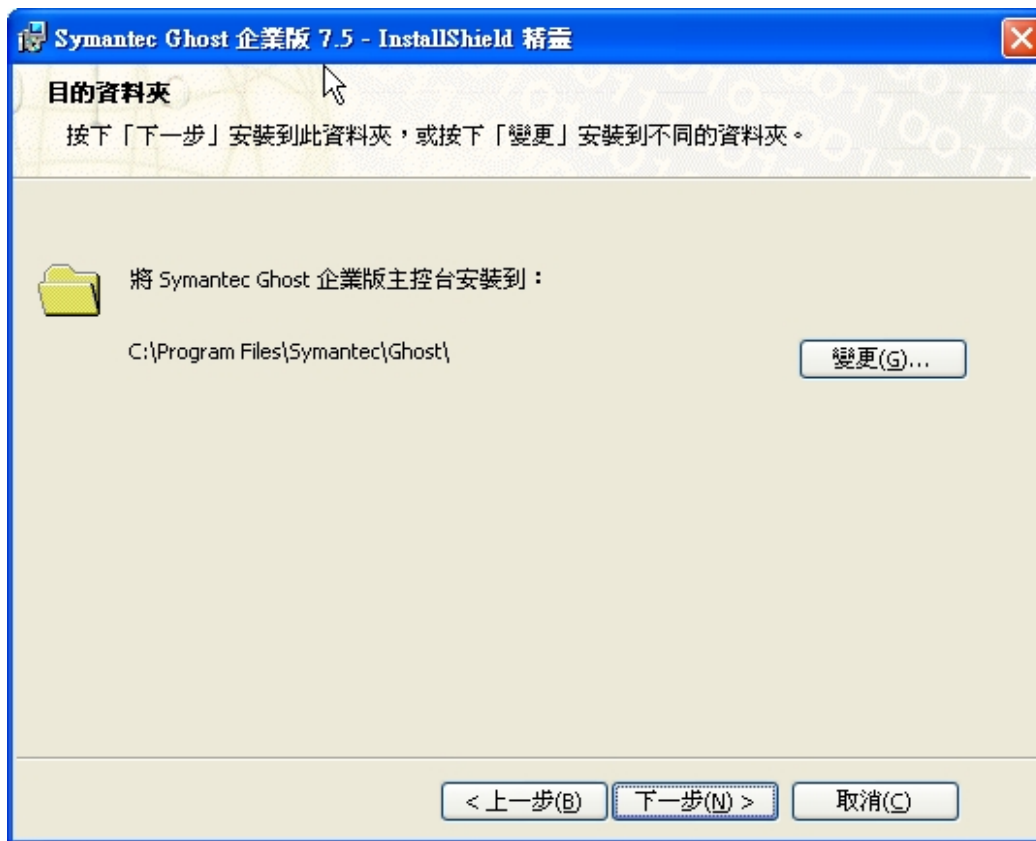 Symantec Ghost 企業版 7.5 - InstallShield 精靈
目的資料夾
按下「下一步」安裝到此資料夾，或按下「變更」安裝到不同的資料夾。
將 Symantec Ghost 企業版主控台安裝到：
C:\Program Files\Symantec\Ghost\
變更(G)...
< 上一步(B)
下一步(N) >
取消(C)